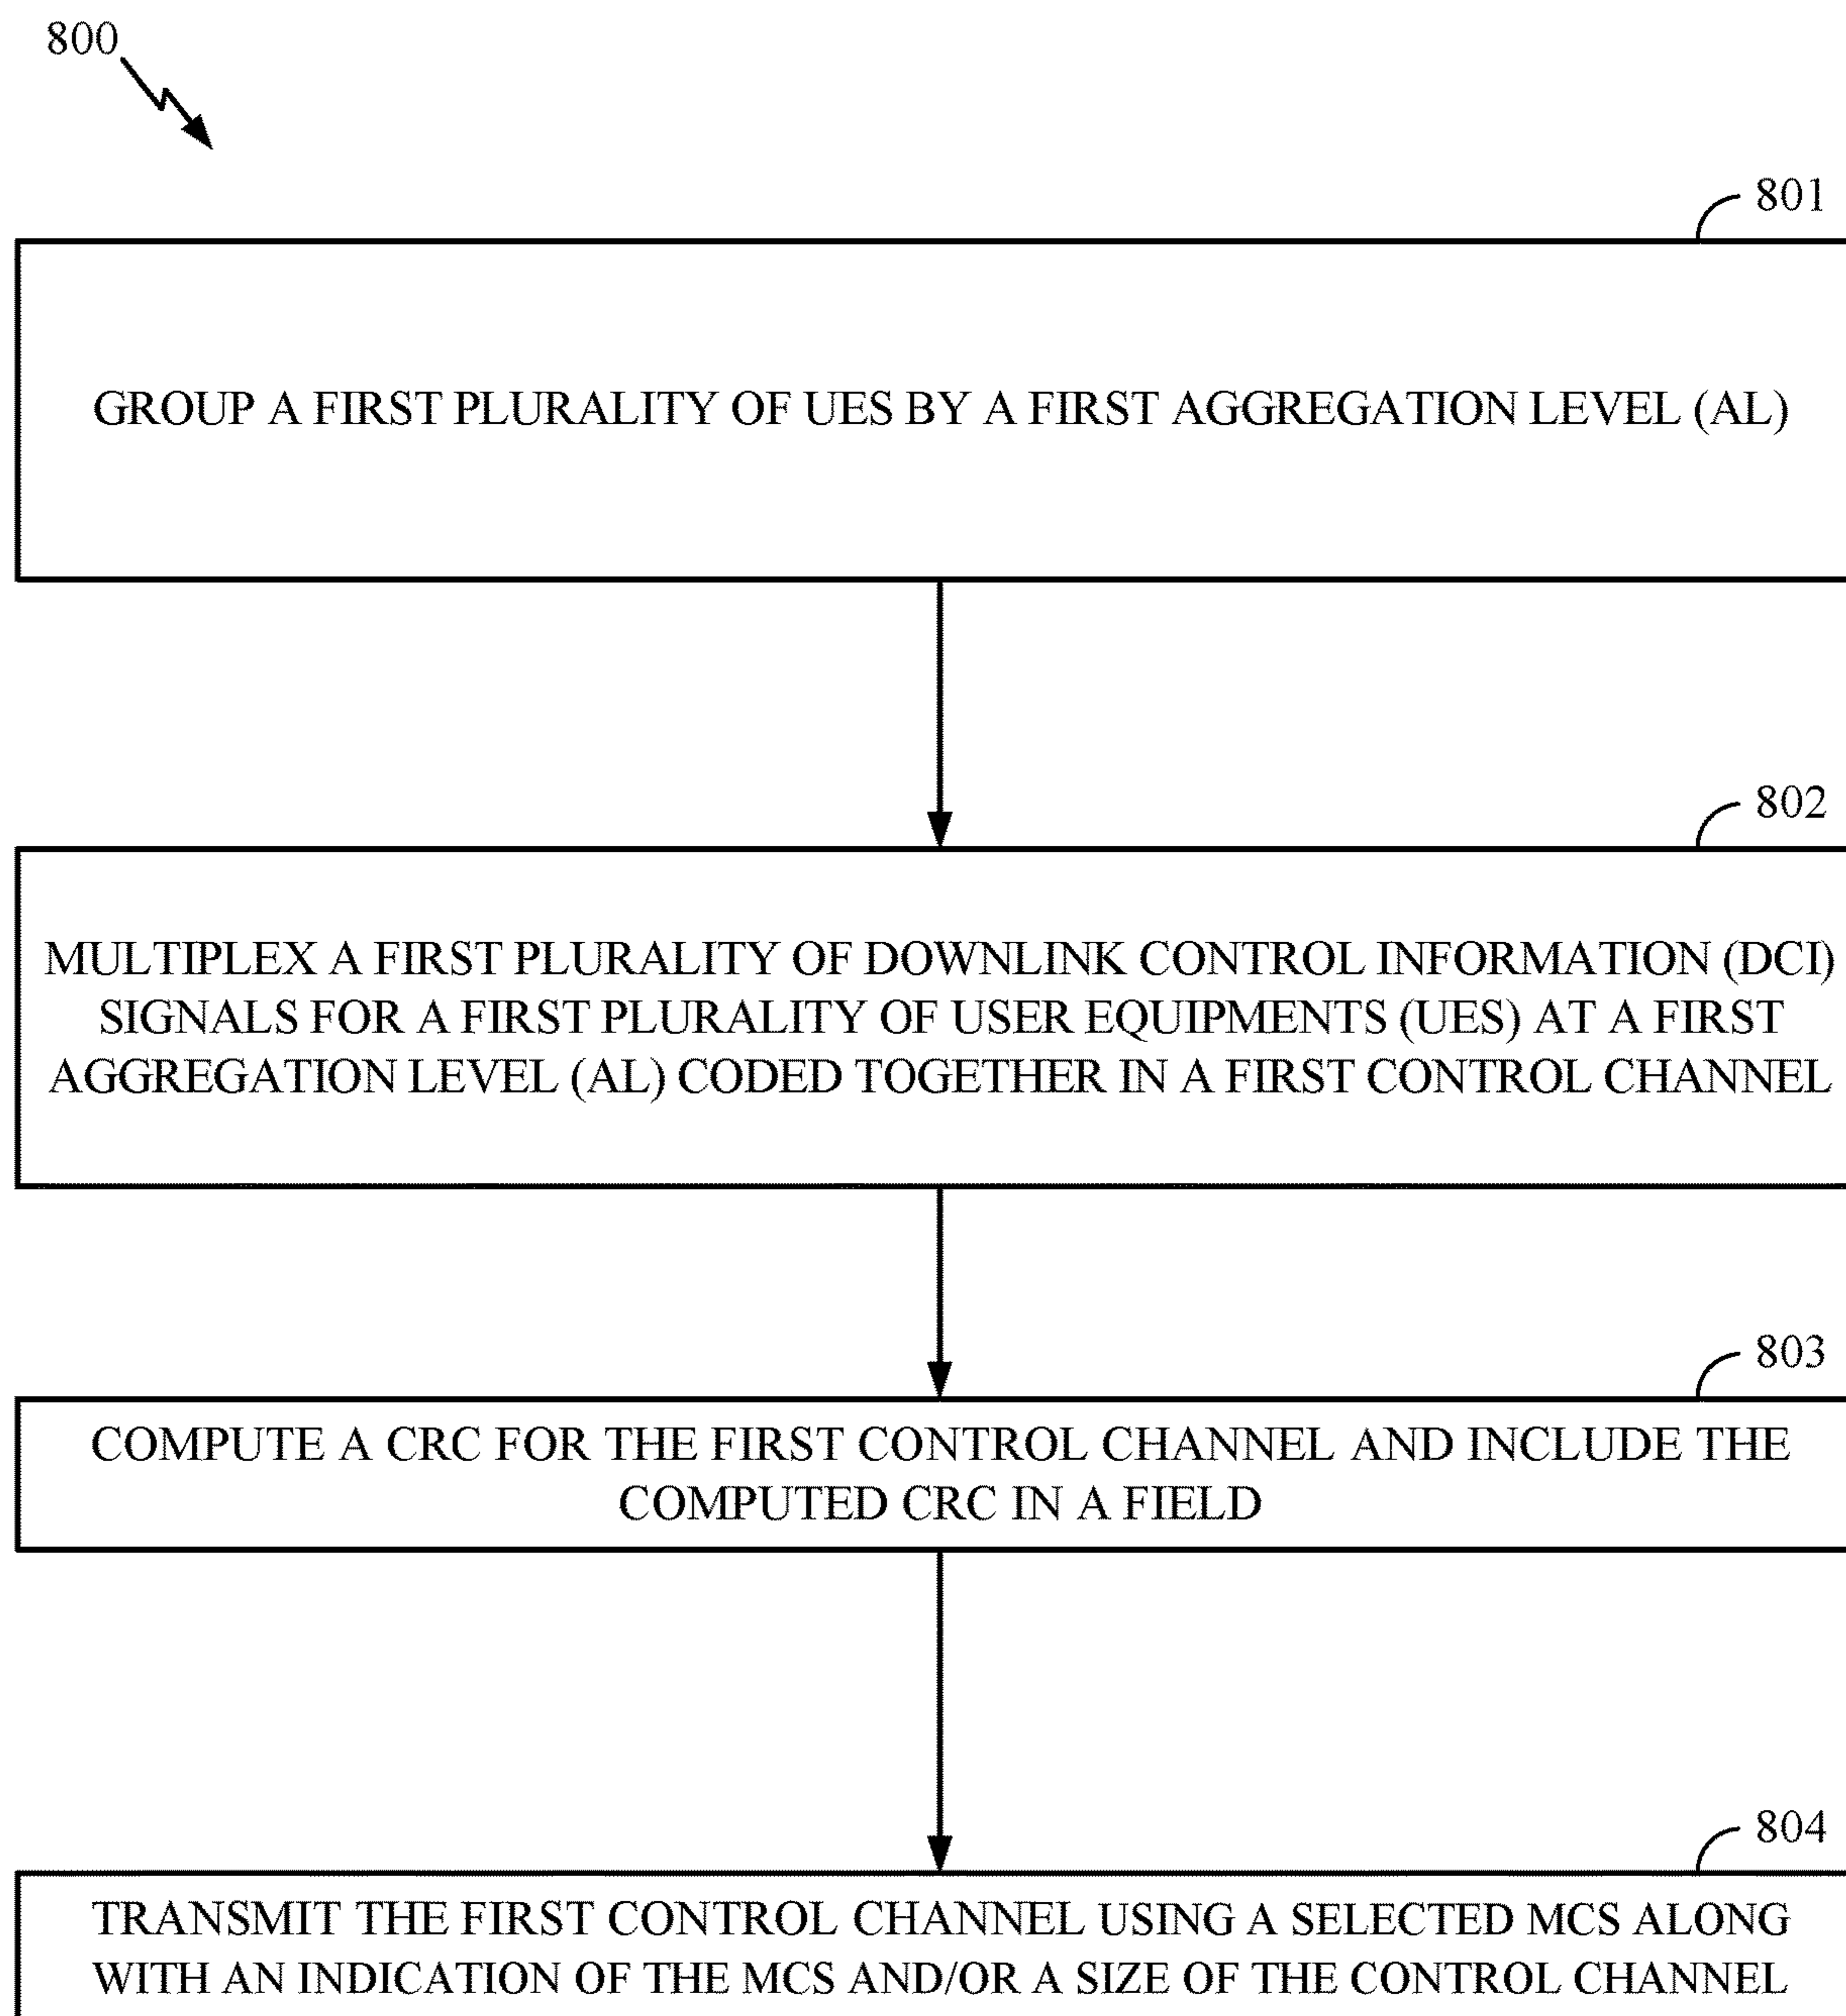 800
801
GROUP A FIRST PLURALITY OF UES BY A FIRST AGGREGATION LEVEL (AL)
802
MULTIPLEX A FIRST PLURALITY OF DOWNLINK CONTROL INFORMATION (DCI)
SIGNALS FOR A FIRST PLURALITY OF USER EQUIPMENTS (UES) AT A FIRST
AGGREGATION LEVEL (AL) CODED TOGETHER IN A FIRST CONTROL CHANNEL
803
COMPUTE A CRC FOR THE FIRST CONTROL CHANNEL AND INCLUDE THE
COMPUTED CRC IN A FIELD
804
TRANSMIT THE FIRST CONTROL CHANNEL USING A SELECTED MCS ALONG
WITH AN INDICATION OF THE MCS AND/OR A SIZE OF THE CONTROL CHANNEL